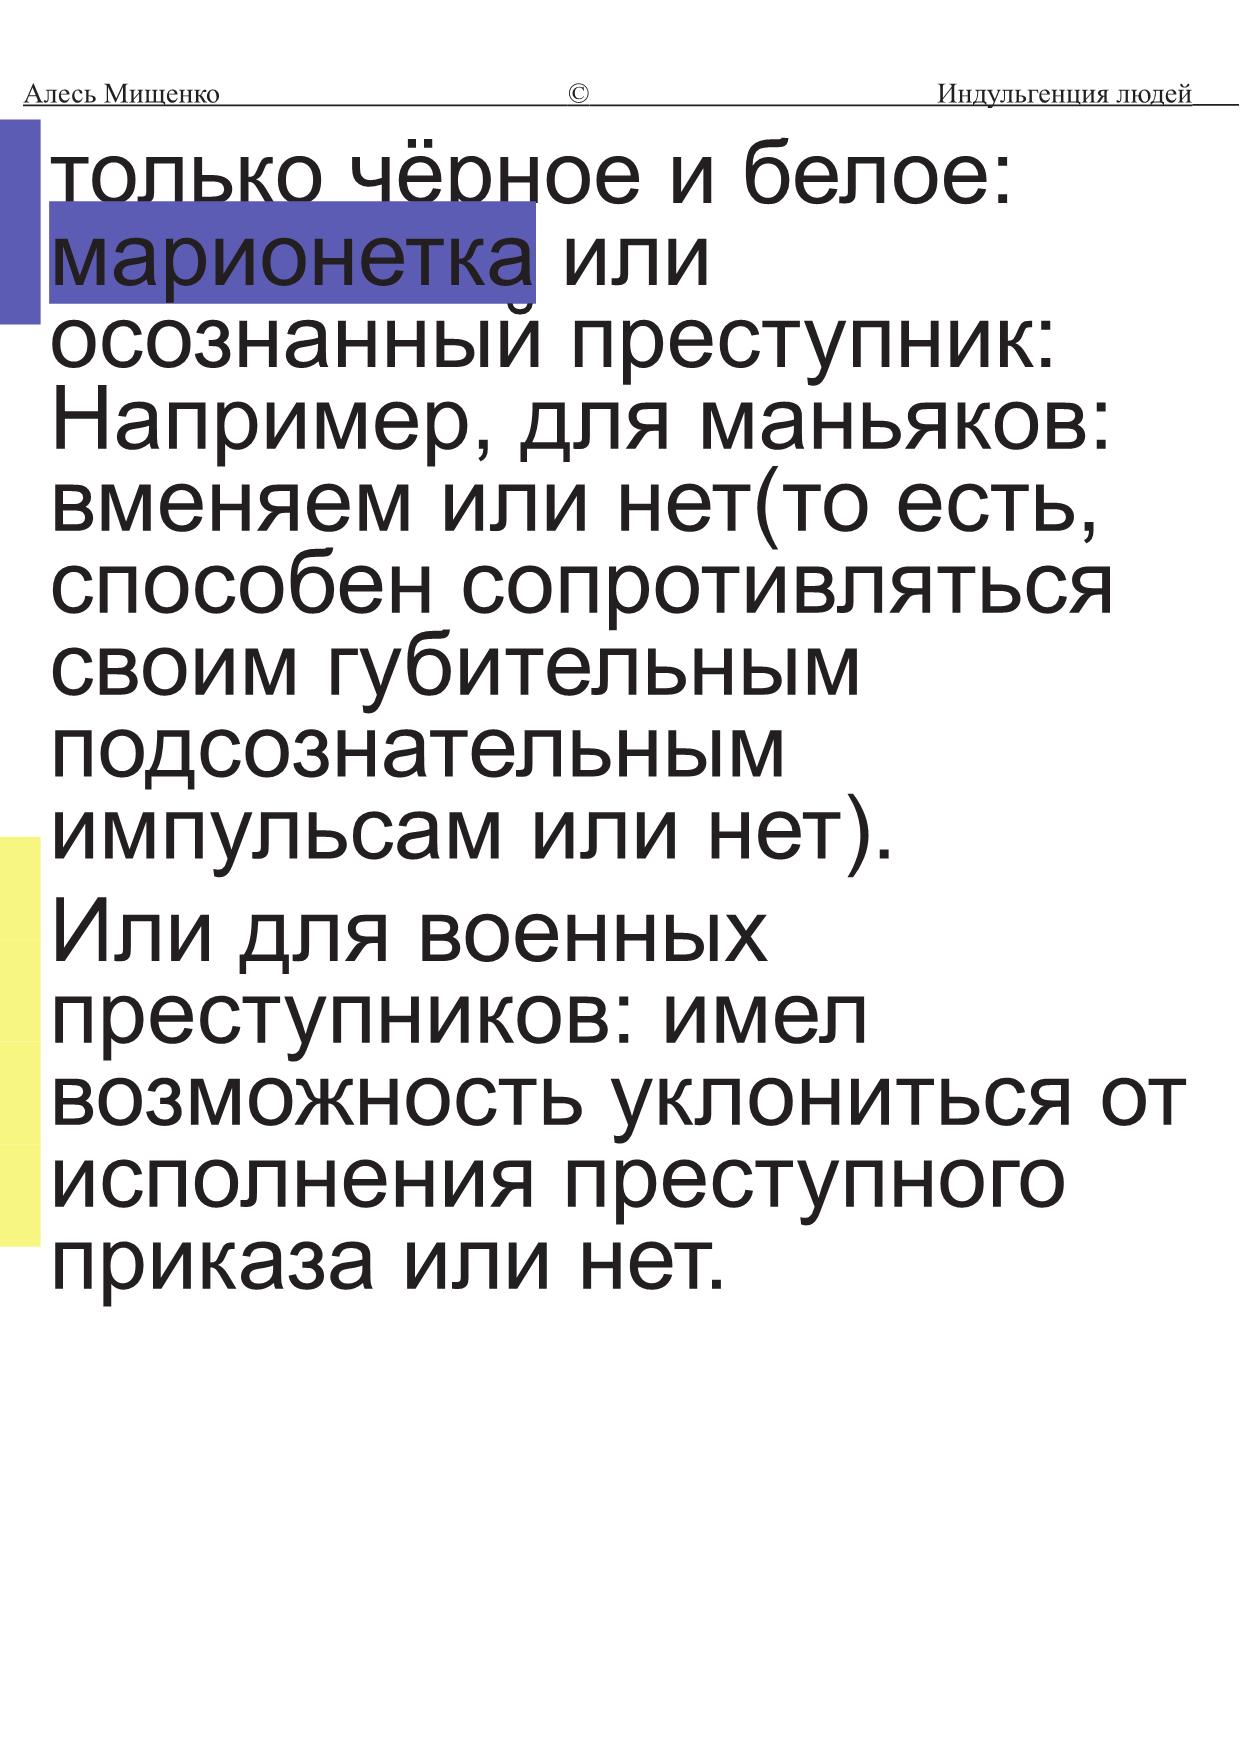 Алесь Мищенко © Индульгенция людей
только чёрное и белое:
марионетка или
осознанный преступник:
Например, для маньяков:
вменяем или нет(то есть,
способен сопротивляться
своим губительным
подсознательным
импульсам или нет).
Или для военных
преступников: имел
возможность уклониться от
исполнения преступного
приказа или нет.